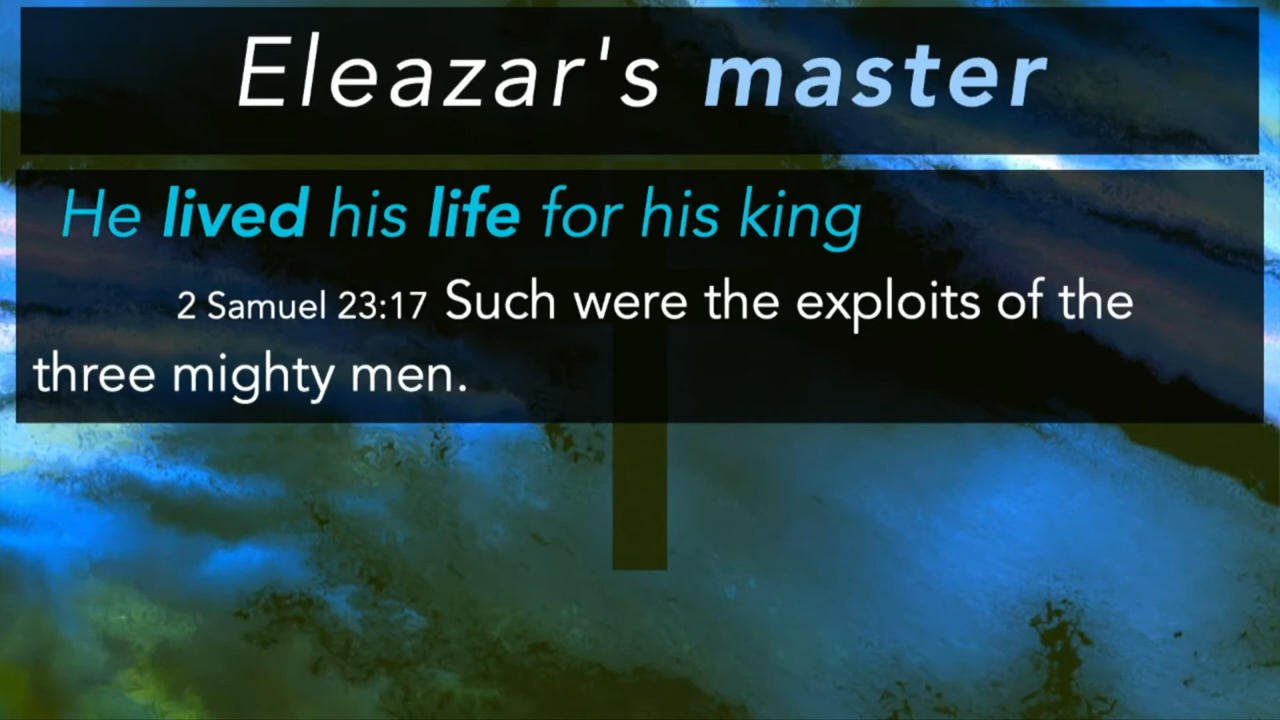 Eleazar's master
He lived his life for his king
2 Samuel 23:17 Such were the exploits of the
three mighty men.